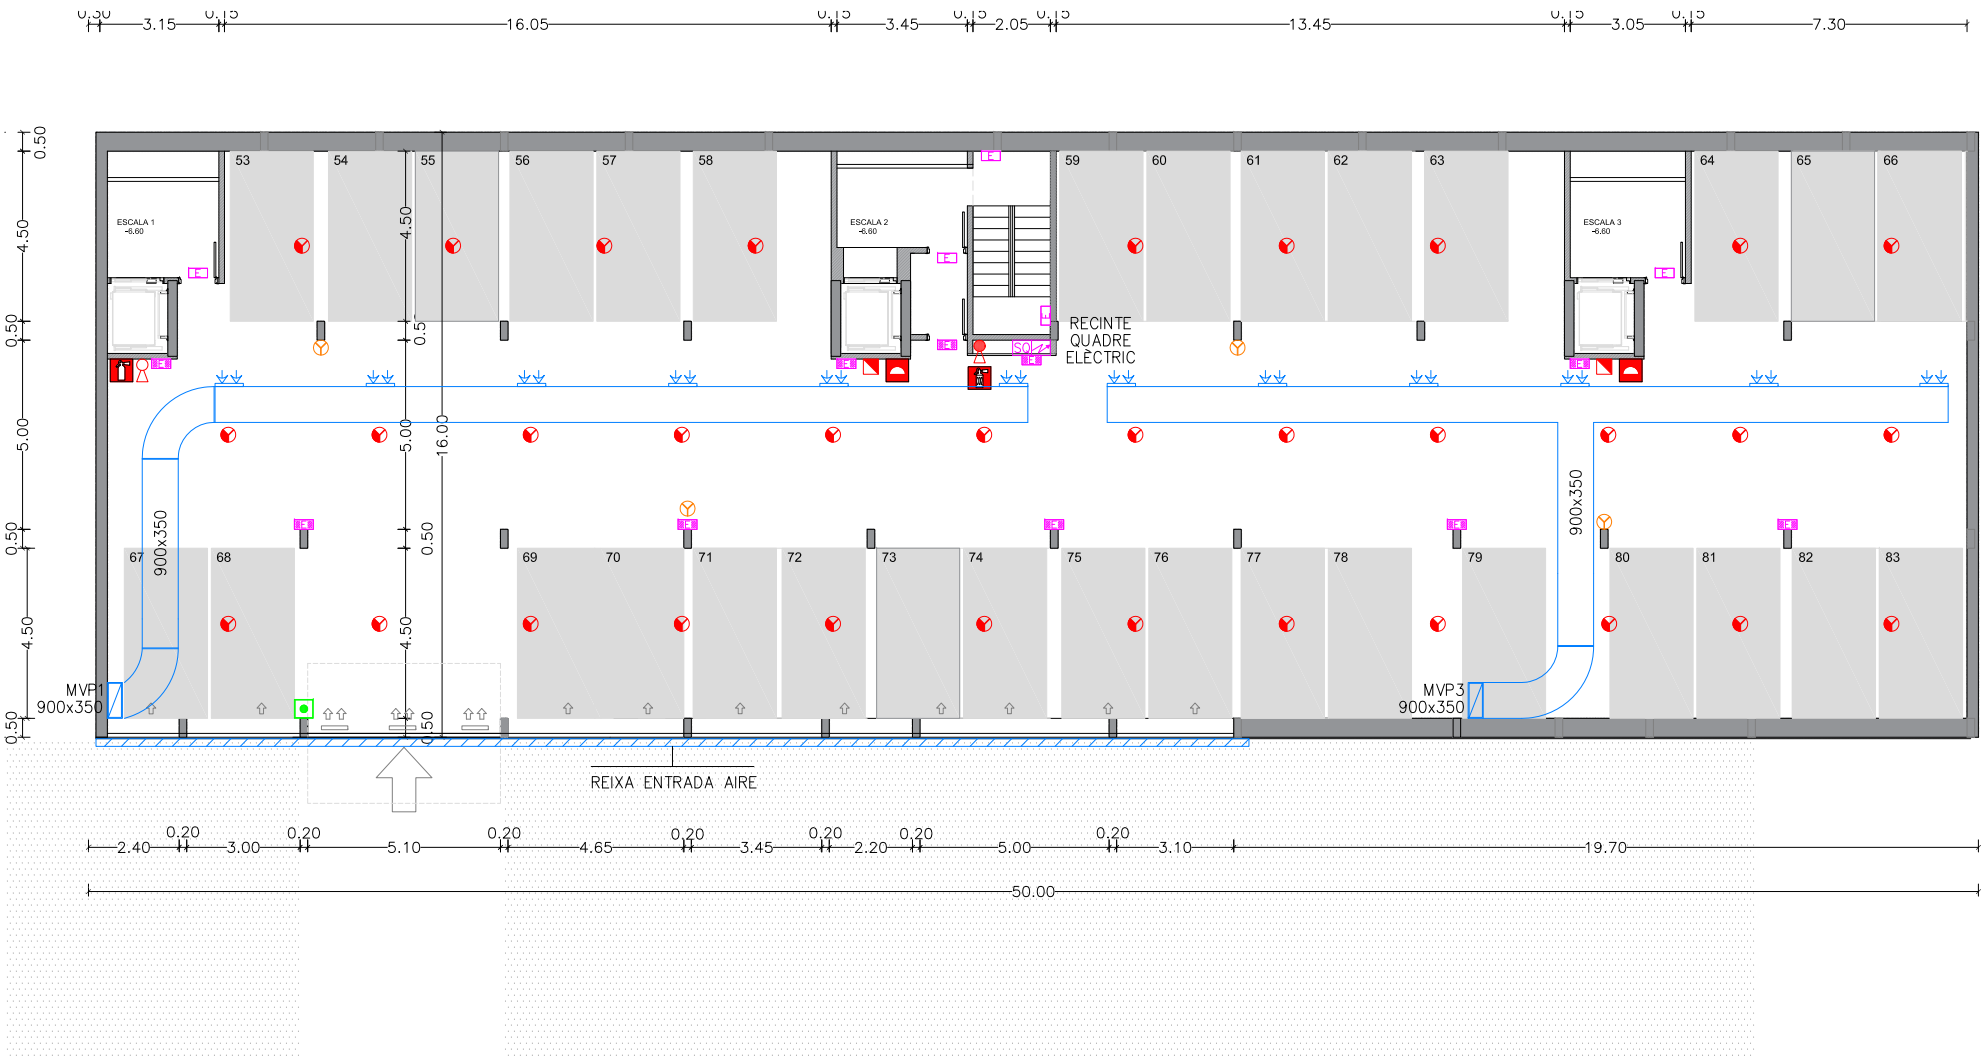 0.50 0.15 0.15 0.15 0.15 0.15 0.15
3.15 16.05 3.45 2.05 13.45 3.05 7.30
0.50
53 54 55 56 57 58 59 60 61 62 63 64 65 66
ESCALA 1
-6.60
ESCALA 2
-6.60
ESCALA 3
-6.60
4.50 4.50
E E E E E
0.50 0.5
RECINTE
QUADRE
ELÈCTRIC
SQ
E E E E E
5.00 5.00 16.00
900x350
900x350
E E E E E
0.50 0.50
67 68 69 70 71 72 73 74 75 76 77 78 79 80 81 82 83
4.50 4.50
MVP1
900x350
MVP3
900x350
0.50 0.50
REIXA ENTRADA AIRE
0.20 0.20 0.20 0.20 0.20 0.20 0.20
2.40 3.00 5.10 4.65 3.45 2.20 5.00 3.10 19.70
50.00